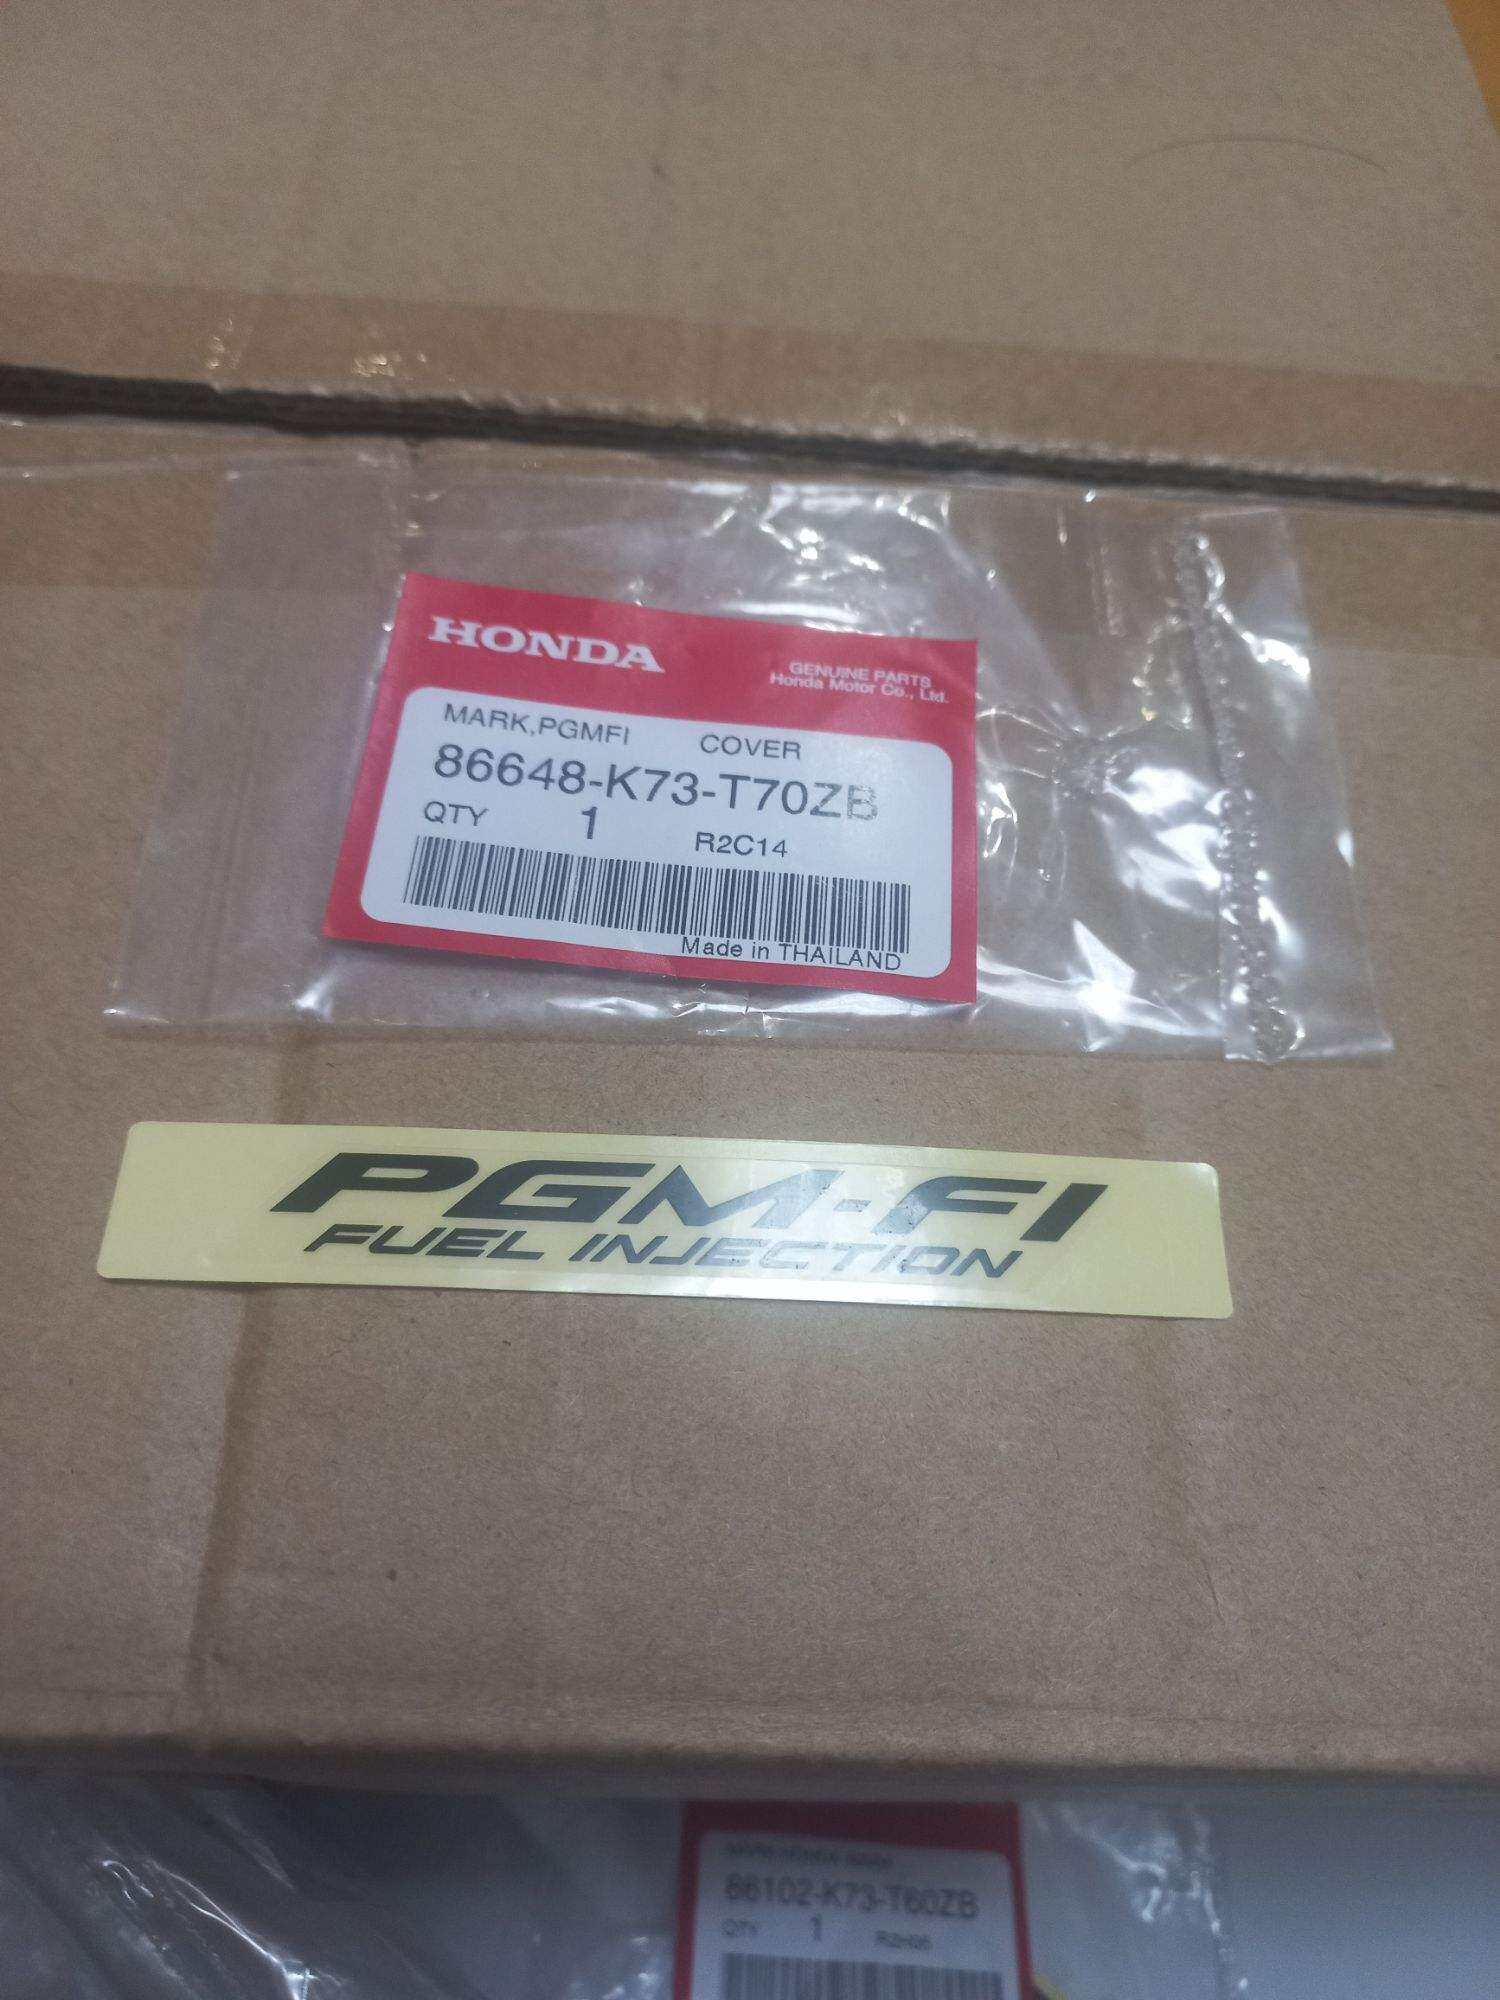 HONDA
GENUINE PARTS
Honda Motor Co., Ltd.
MARK,PGMFI COVER
86648-K73-T70ZB
QTY 1 R2C14
Made in THAILAND
PGM-FI
FUEL INJECTION
86102-K73-T60ZB
QTY 1